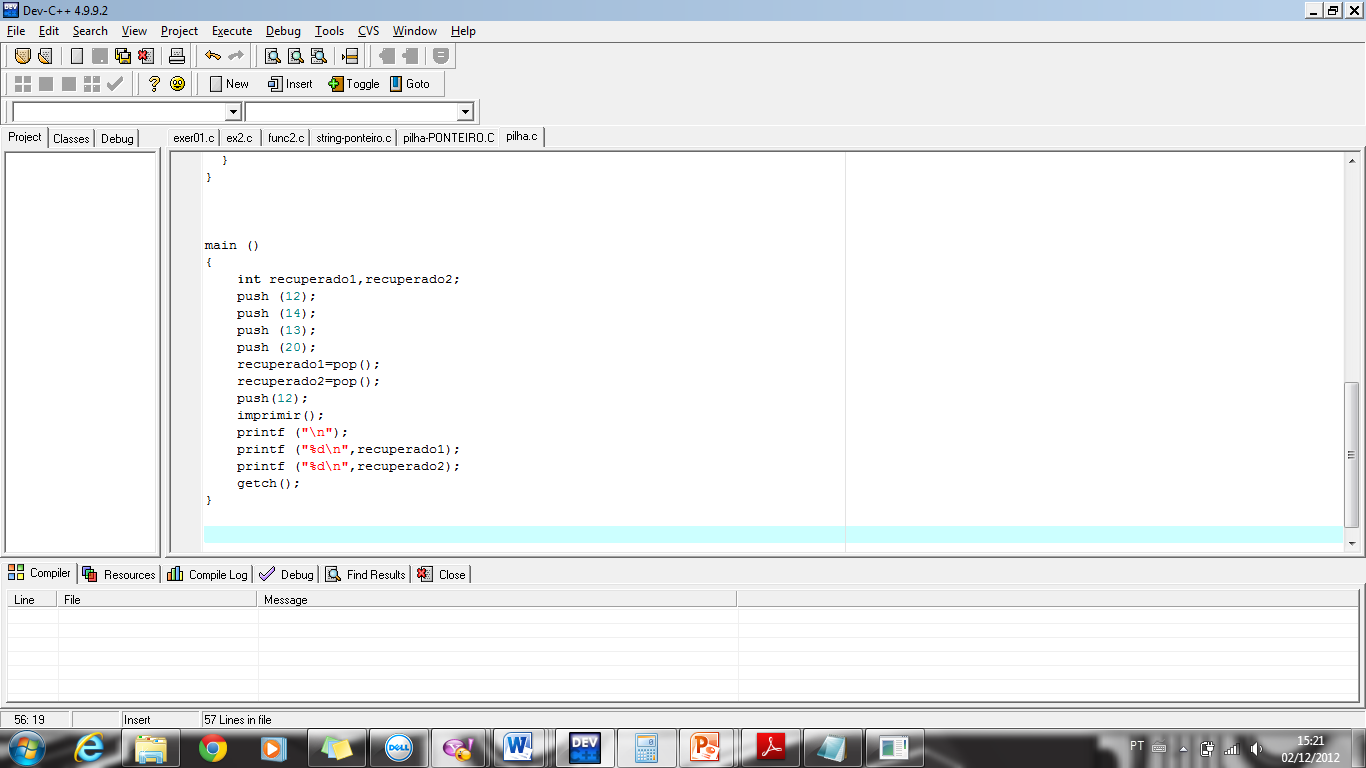 Dev-C++ 4.9.9.2
File Edit Search View Project Execute Debug Tools CVS Window Help
New Insert Toggle Goto
Project Classes Debug
exer01.c ex2.c func2.c string-ponteiro.c pilha-PONTEIRO.C pilha.c
}
}
main ()
{
int recuperado1,recuperado2;
push (12);
push (14);
push (13);
push (20);
recuperado1=pop();
recuperado2=pop();
push(12);
imprimir();
printf ("\n");
printf ("%d\n",recuperado1);
printf ("%d\n",recuperado2);
getch();
}
Compiler Resources Compile Log Debug Find Results Close
Line File Message
56: 19 Insert 57 Lines in file
DELL
DEV
PT
15:21
02/12/2012